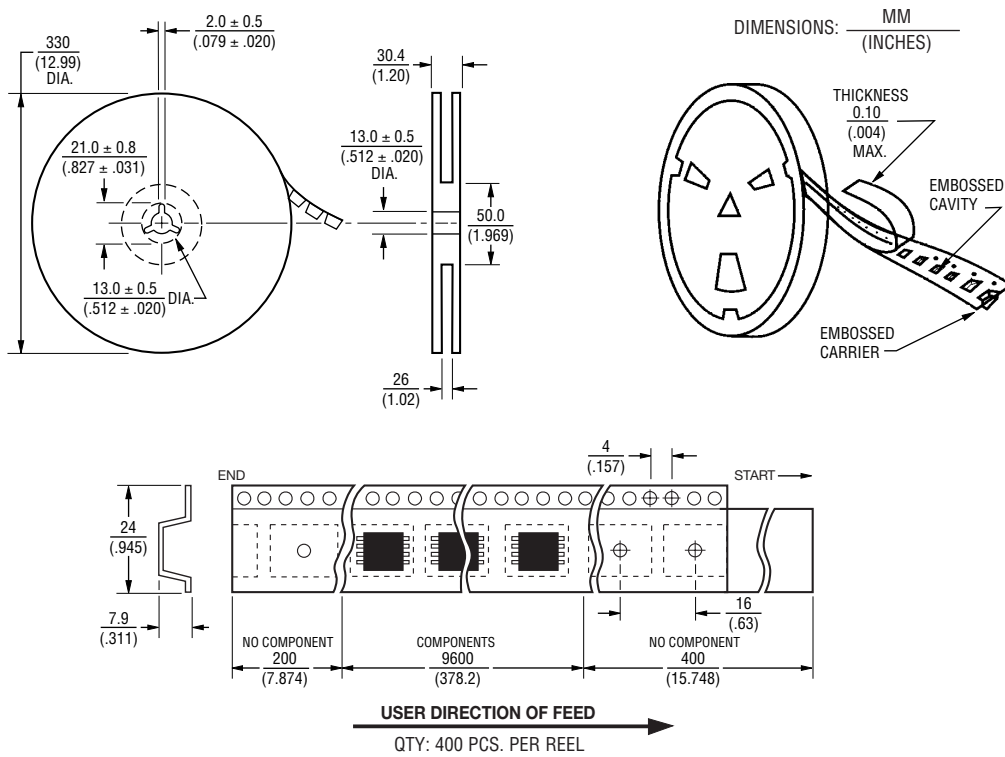 DIMENSIONS: MM
(INCHES)
330
(12.99)
DIA.
2.0 ± 0.5
(.079 ± .020)
21.0 ± 0.8
(.827 ± .031)
13.0 ± 0.5
(.512 ± .020) DIA.
30.4
(1.20)
13.0 ± 0.5
(.512 ± .020)
DIA.
50.0
(1.969)
26
(1.02)
THICKNESS
0.10
(.004)
MAX.
EMBOSSED
CAVITY
EMBOSSED
CARRIER
END
4
(.157)
START
24
(.945)
7.9
(.311)
16
(.63)
NO COMPONENT
200
(7.874)
COMPONENTS
9600
(378.2)
NO COMPONENT
400
(15.748)
USER DIRECTION OF FEED
QTY: 400 PCS. PER REEL